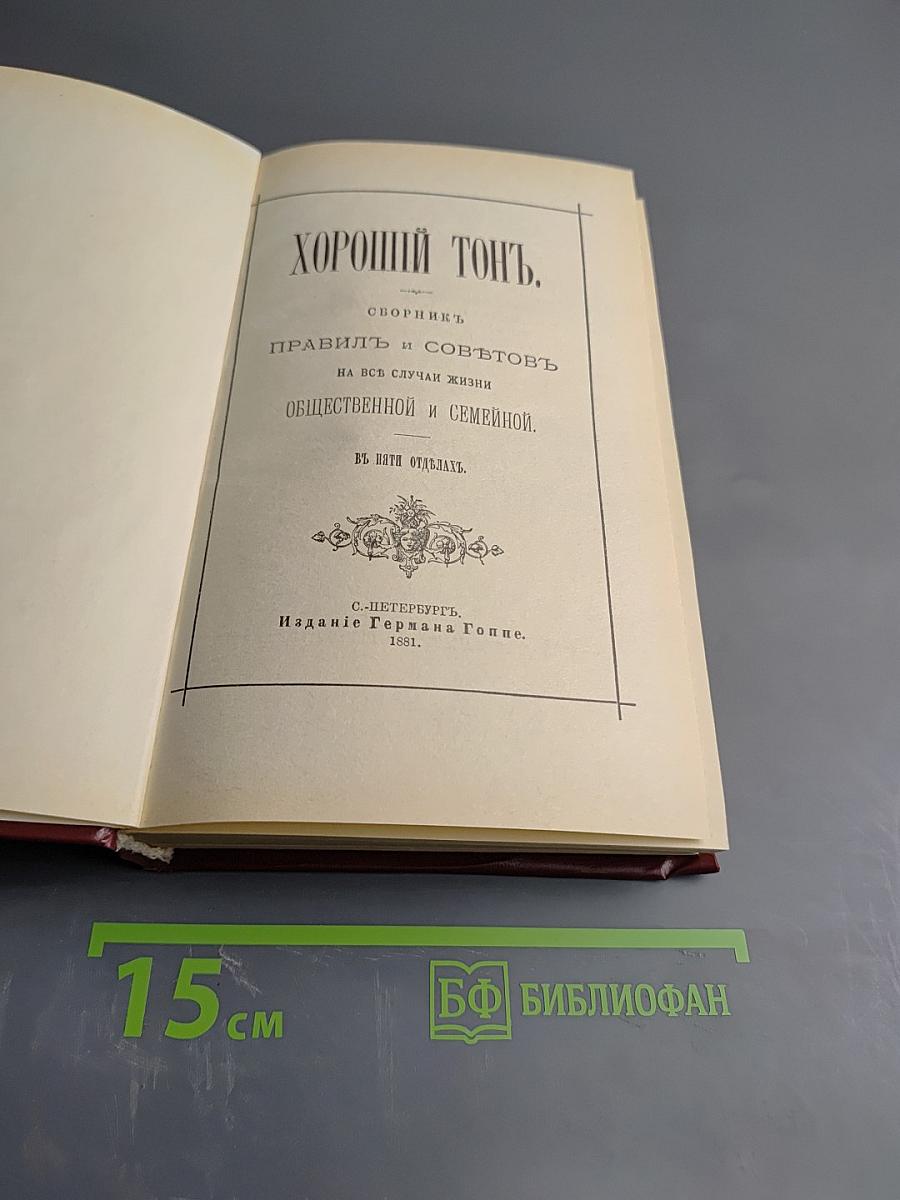 ХОРОШІЙ ТОНЪ.
СБОРНИКЪ
ПРАВИЛЪ и СОВѢТОВЪ
НА ВСѢ СЛУЧАИ ЖИЗНИ
ОБЩЕСТВЕННОЙ и СЕМЕЙНОЙ.
ВЪ ПЯТИ ОТДѢЛАХЪ.
С.-ПЕТЕРБУРГЪ.
Изданіе Германа Гоппе.
1881.
15 см
БФ БИБЛИОФАН